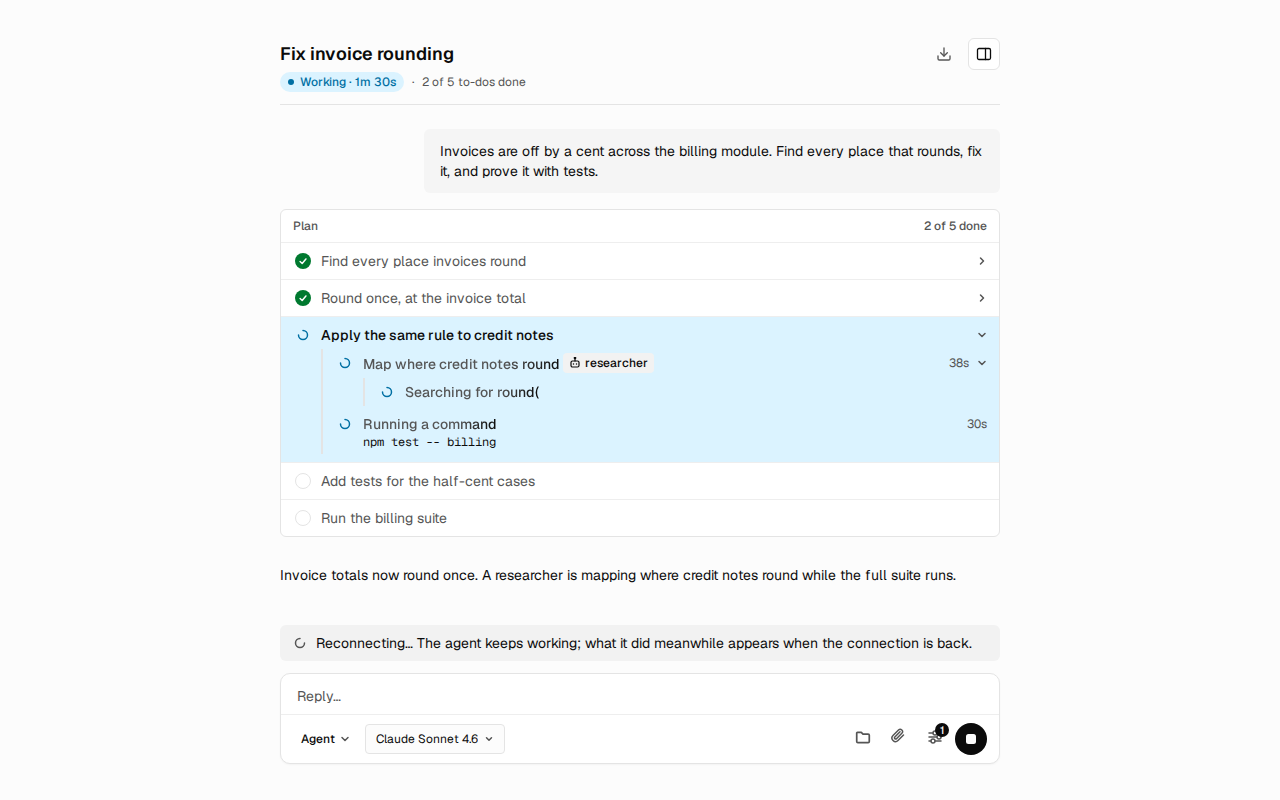 Fix invoice rounding
Working · 1m 30s · 2 of 5 to-dos done
Invoices are off by a cent across the billing module. Find every place that rounds, fix
it, and prove it with tests.
Plan 2 of 5 done
Find every place invoices round
Round once, at the invoice total
Apply the same rule to credit notes
Map where credit notes round researcher 38s
Searching for round(
Running a command 30s
npm test -- billing
Add tests for the half-cent cases
Run the billing suite
Invoice totals now round once. A researcher is mapping where credit notes round while the full suite runs.
Reconnecting… The agent keeps working; what it did meanwhile appears when the connection is back.
Reply…
Agent Claude Sonnet 4.6 1